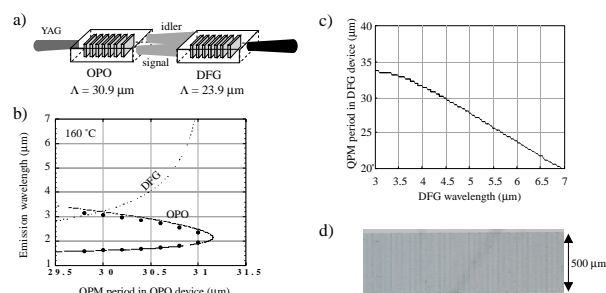 a)
YAG
idler
signal
OPO
DFG
Λ = 30.9 μm
Λ = 23.9 μm
b)
160 ˚C
Emission wavelength (μm)
7
6
5
4
3
2
1
DFG
OPO
29.5
30
30.5
31
31.5
QPM period in OPO device (μm)
c)
QPM period in DFG device (μm)
40
35
30
25
20
3
3.5
4
4.5
5
5.5
6
6.5
7
DFG wavelength (μm)
d)
500 μm